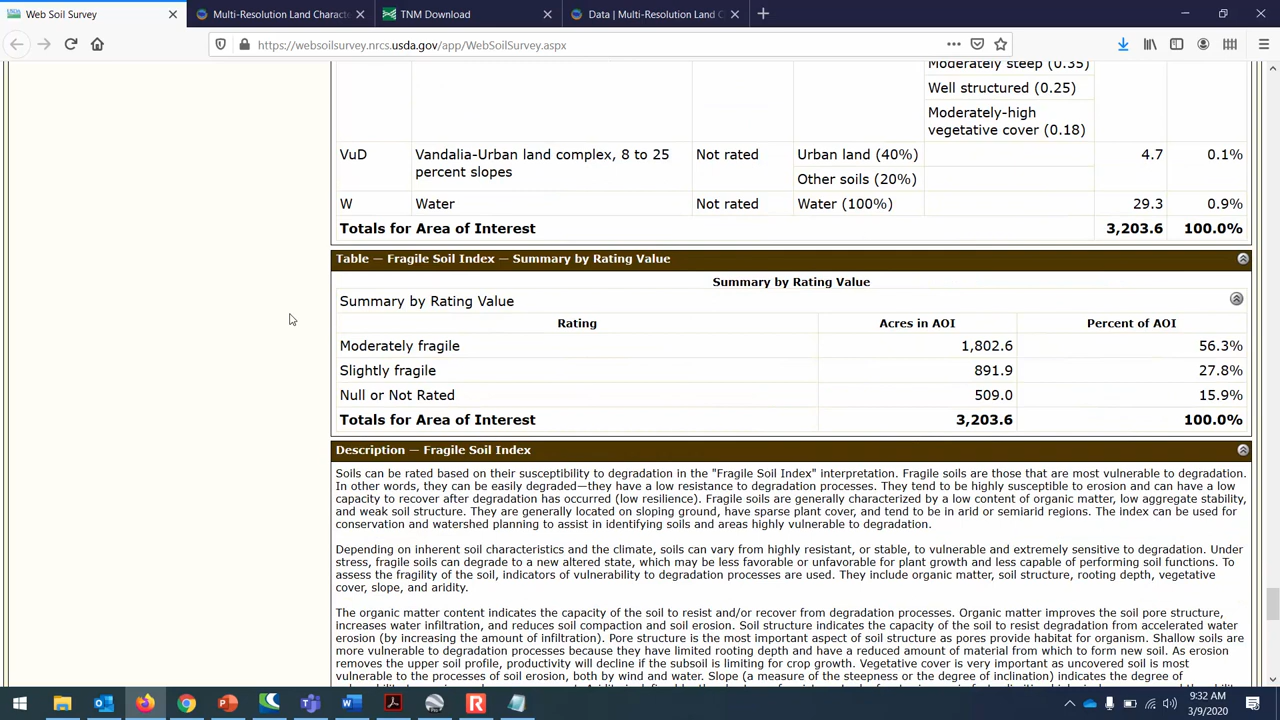 Web Soil Survey
Multi-Resolution Land Characte
TNM Download
Data | Multi-Resolution Land C
https://websoilsurvey.nrcs.usda.gov/app/WebSoilSurvey.aspx
Moderately steep (0.35)
Well structured (0.25)
Moderately-high
vegetative cover (0.18)
VuD Vandalia-Urban land complex, 8 to 25 Not rated Urban land (40%) 4.7 0.1%
percent slopes Other soils (20%)
W Water Not rated Water (100%) 29.3 0.9%
Totals for Area of Interest 3,203.6 100.0%
Table — Fragile Soil Index — Summary by Rating Value
Summary by Rating Value
Summary by Rating Value
Rating Acres in AOI Percent of AOI
Moderately fragile 1,802.6 56.3%
Slightly fragile 891.9 27.8%
Null or Not Rated 509.0 15.9%
Totals for Area of Interest 3,203.6 100.0%
Description — Fragile Soil Index
Soils can be rated based on their susceptibility to degradation in the "Fragile Soil Index" interpretation. Fragile soils are those that are most vulnerable to degradation.
In other words, they can be easily degraded—they have a low resistance to degradation processes. They tend to be highly susceptible to erosion and can have a low
capacity to recover after degradation has occurred (low resilience). Fragile soils are generally characterized by a low content of organic matter, low aggregate stability,
and weak soil structure. They are generally located on sloping ground, have sparse plant cover, and tend to be in arid or semiarid regions. The index can be used for
conservation and watershed planning to assist in identifying soils and areas highly vulnerable to degradation.
Depending on inherent soil characteristics and the climate, soils can vary from highly resistant, or stable, to vulnerable and extremely sensitive to degradation. Under
stress, fragile soils can degrade to a new altered state, which may be less favorable or unfavorable for plant growth and less capable of performing soil functions. To
assess the fragility of the soil, indicators of vulnerability to degradation processes are used. They include organic matter, soil structure, rooting depth, vegetative
cover, slope, and aridity.
The organic matter content indicates the capacity of the soil to resist and/or recover from degradation processes. Organic matter improves the soil pore structure,
increases water infiltration, and reduces soil compaction and soil erosion. Soil structure indicates the capacity of the soil to resist degradation from accelerated water
erosion (by increasing the amount of infiltration). Pore structure is the most important aspect of soil structure as pores provide habitat for organism. Shallow soils are
more vulnerable to degradation processes because they have limited rooting depth and have a reduced amount of material from which to form new soil. As erosion
removes the upper soil profile, productivity will decline if the subsoil is limiting for crop growth. Vegetative cover is very important as uncovered soil is most
vulnerable to the processes of soil erosion, both by wind and water. Slope (a measure of the steepness or the degree of inclination) indicates the degree of
9:32 AM
3/9/2020